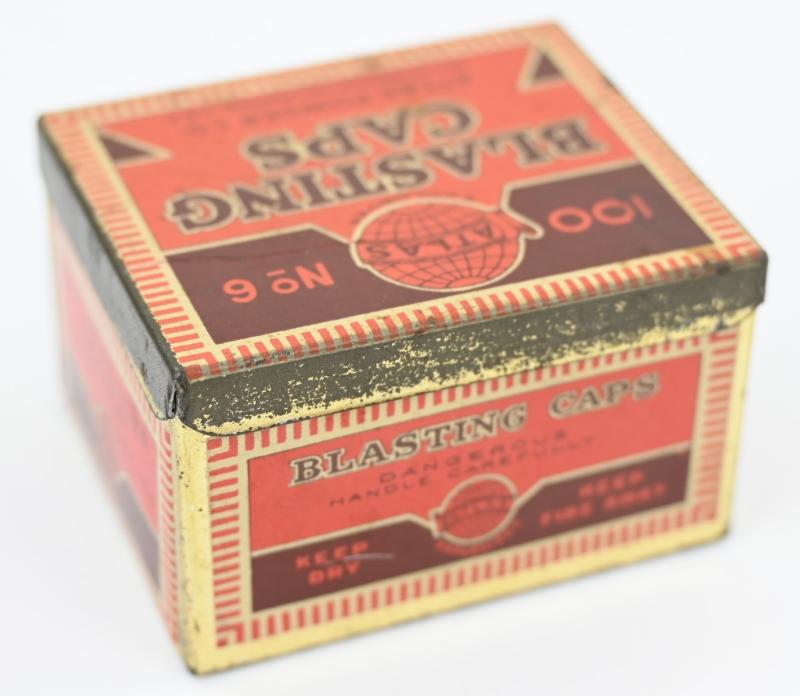 BLASTING
CAPS
ATLAS
100
No 6
BLASTING CAPS
DANGEROUS
HANDLE CAREFULLY
KEEP
DRY
KEEP
FIRE AWAY